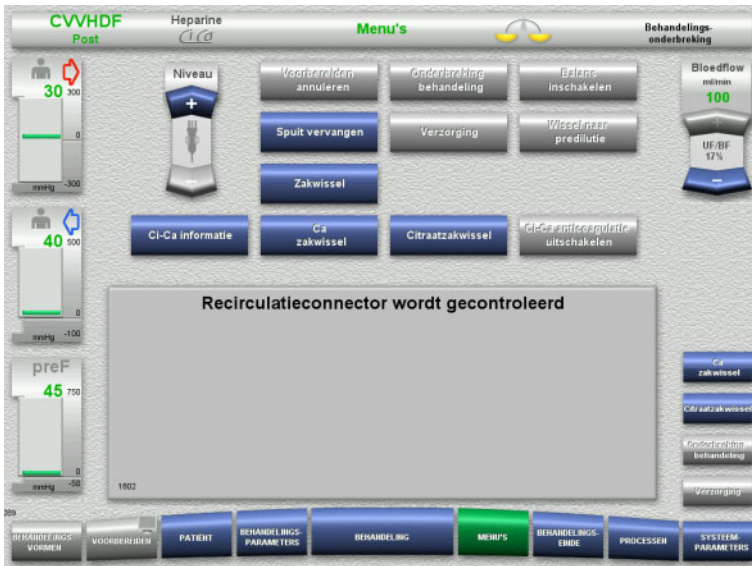 CVVHDF
Post
Heparine
Ci Ca
Menu's
Behandelings-
onderbreking
30
300
0
mmHg
-300
Niveau
+
−
Voorbereiden
annuleren
Onderbreking
behandeling
Balans
inschakelen
Spuit vervangen
Verzorging
Wissel naar
predilutie
Zakwissel
Bloedflow
ml/min
100
+
UF/BF
17%
−
40
500
0
mmHg
-100
Ci-Ca informatie
Ca
zakwissel
Citraatzakwissel
Ci-Ca anticoagulatie
uitschakelen
Recirculatieconnector wordt gecontroleerd
1802
preF
45
750
0
mmHg
-50
Ca
zakwissel
Citraatzakwissel
Onderbreking
behandeling
Verzorging
289
BEHANDELINGS-
VORMEN
VOORBEREIDEN
PATIËNT
BEHANDELINGS-
PARAMETERS
BEHANDELING
MENU'S
BEHANDELINGS-
EINDE
PROCESSEN
SYSTEEM-
PARAMETERS